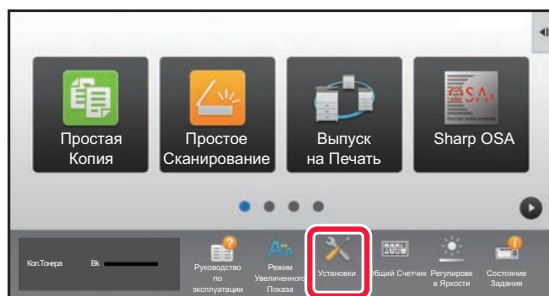 Простая
Копия
Простое
Сканирование
Выпуск
на Печать
OSA
Sharp OSA
Кол.Тонера
Bk
Руководство
по
эксплуатации
Режим
Увеличенного
Показа
Установки
Общий Счетчик
Регулировк
а Яркости
Состояние
Задания